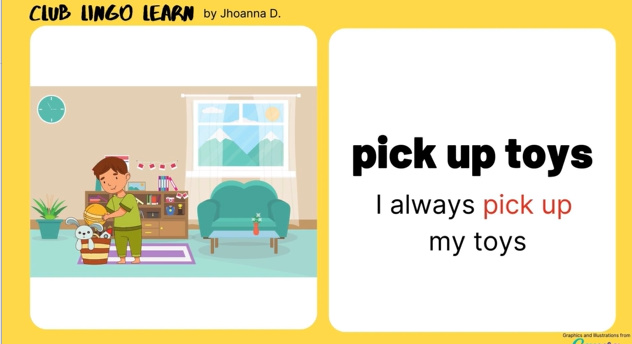 CLUB LINGO LEARN by Jhoanna D.
pick up toys
I always pick up
my toys
Graphics and Illustrations from